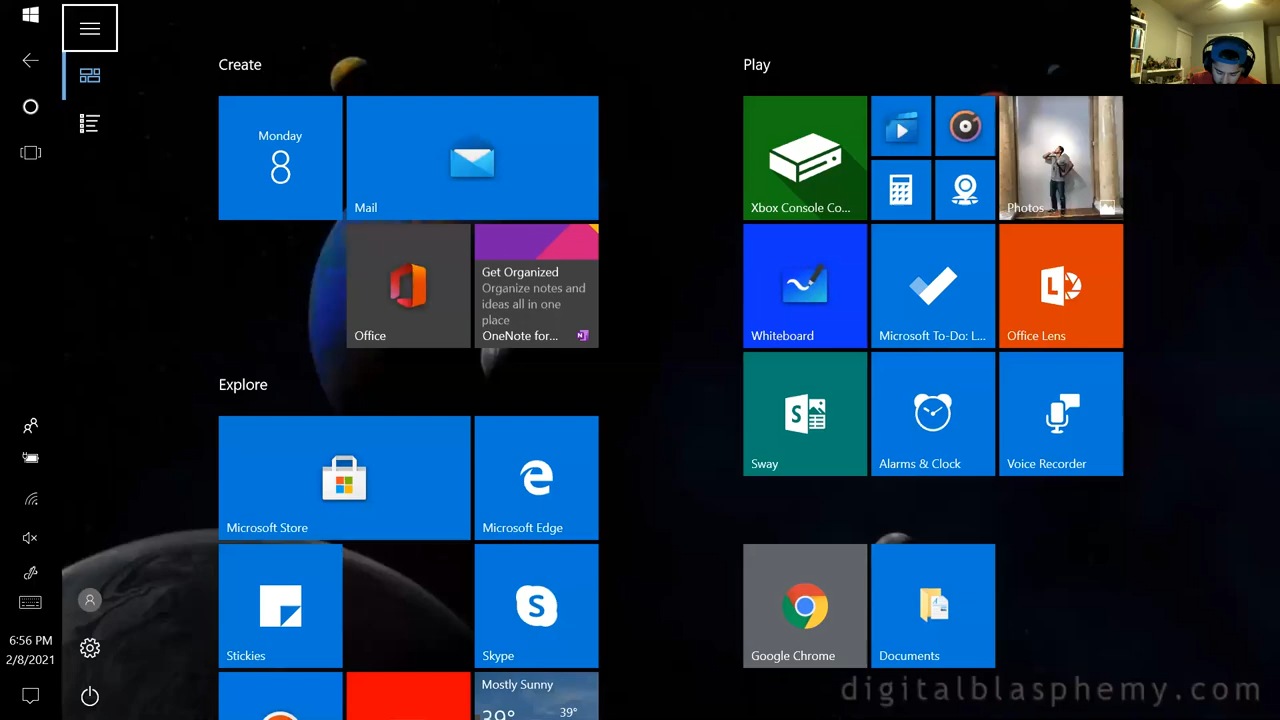 Create
Monday
8
Mail
Office
Get Organized
Organize notes and
ideas all in one
place
OneNote for...
Explore
Microsoft Store
Microsoft Edge
Stickies
Skype
Mostly Sunny
39°
39°
Play
Xbox Console Co...
Photos
Whiteboard
Microsoft To-Do: L...
Office Lens
Sway
Alarms & Clock
Voice Recorder
Google Chrome
Documents
6:56 PM
2/8/2021
digitalblasphemy.com